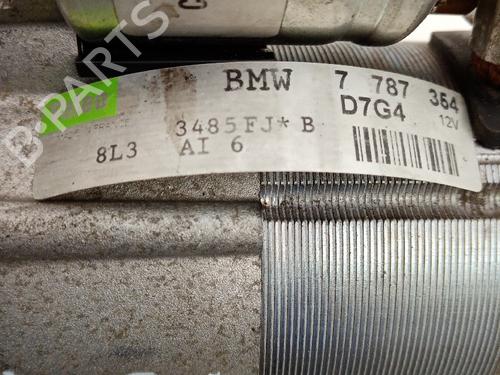 B-PARTS
BMW 7 787 354
D7G4 12V
3485FJ* B
8L3 AI 6